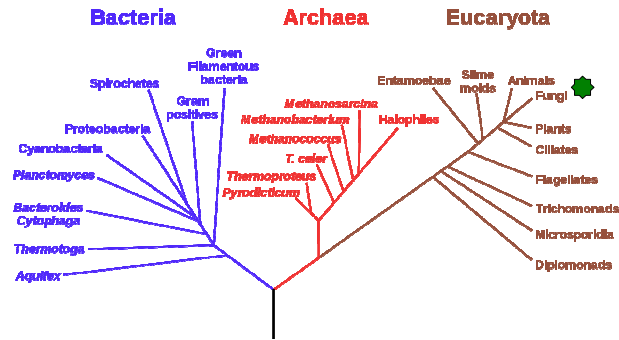 Bacteria
Archaea
Eucaryota
Green
Filamentous
bacteria
Spirochetes
Gram
positives
Proteobacteria
Cyanobacteria
Planctomyces
Bacteroides
Cytophaga
Thermotoga
Aquifex
Methanosarcina
Methanobacterium
Halophiles
Methanococcus
T. celer
Thermoproteus
Pyrodicticum
Entamoebae
Slime
molds
Animals
Fungi
Plants
Ciliates
Flagellates
Trichomonads
Microsporidia
Diplomonads